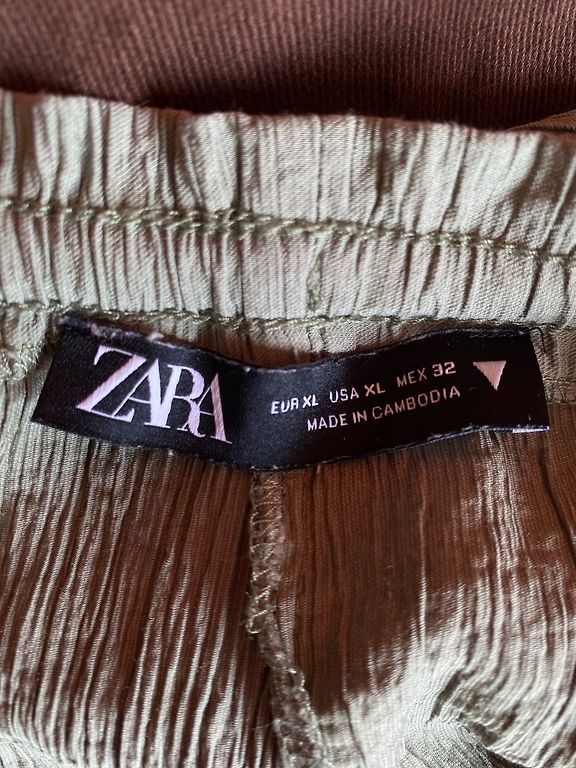 ZARA
EUR XL USA XL MEX 32
MADE IN CAMBODIA